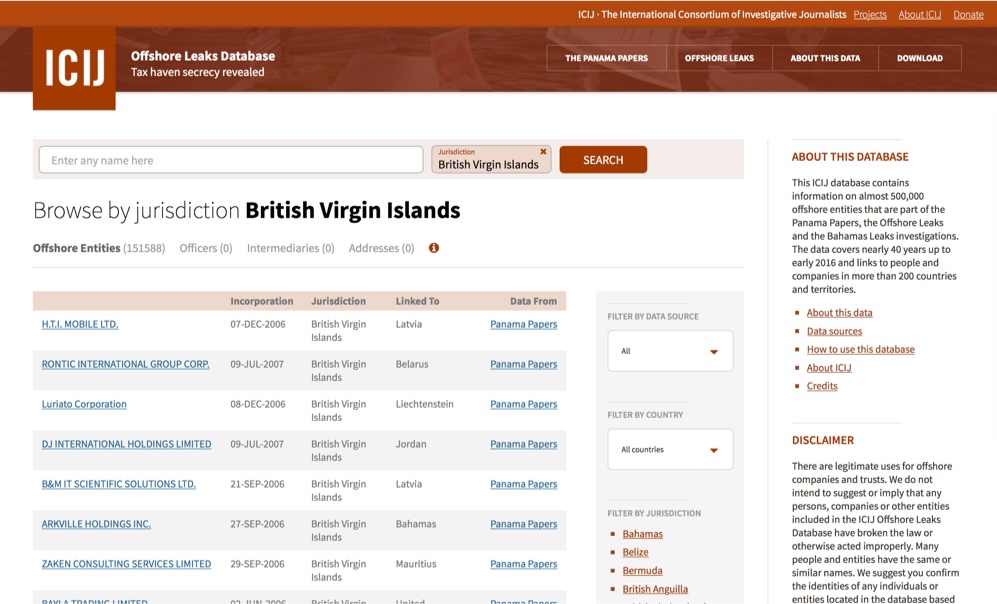 ICIJ · The International Consortium of Investigative Journalists Projects About ICIJ Donate
ICIJ
Offshore Leaks Database
Tax haven secrecy revealed
THE PANAMA PAPERS OFFSHORE LEAKS ABOUT THIS DATA DOWNLOAD
Enter any name here
Jurisdiction
British Virgin Islands
SEARCH
Browse by jurisdiction British Virgin Islands
Offshore Entities (151588) Officers (0) Intermediaries (0) Addresses (0)
Incorporation Jurisdiction Linked To Data From
H.T.I. MOBILE LTD. 07-DEC-2006 British Virgin Islands Latvia Panama Papers
RONTIC INTERNATIONAL GROUP CORP. 09-JUL-2007 British Virgin Islands Belarus Panama Papers
Luriato Corporation 08-DEC-2006 British Virgin Islands Liechtenstein Panama Papers
DJ INTERNATIONAL HOLDINGS LIMITED 09-JUL-2007 British Virgin Islands Jordan Panama Papers
B&M IT SCIENTIFIC SOLUTIONS LTD. 21-SEP-2006 British Virgin Islands Latvia Panama Papers
ARKVILLE HOLDINGS INC. 27-SEP-2006 British Virgin Islands Bahamas Panama Papers
ZAKEN CONSULTING SERVICES LIMITED 29-SEP-2006 British Virgin Islands Mauritius Panama Papers
British Virgin United Panama Papers
FILTER BY DATA SOURCE
All
FILTER BY COUNTRY
All countries
FILTER BY JURISDICTION
Bahamas
Belize
Bermuda
British Anguilla
ABOUT THIS DATABASE
This ICIJ database contains
information on almost 500,000
offshore entities that are part of the
Panama Papers, the Offshore Leaks
and the Bahamas Leaks investigations.
The data covers nearly 40 years up to
early 2016 and links to people and
companies in more than 200 countries
and territories.
About this data
Data sources
How to use this database
About ICIJ
Credits
DISCLAIMER
There are legitimate uses for offshore
companies and trusts. We do not
intend to suggest or imply that any
persons, companies or other entities
included in the ICIJ Offshore Leaks
Database have broken the law or
otherwise acted improperly. Many
people and entities have the same or
similar names. We suggest you confirm
the identities of any individuals or
entities located in the database based